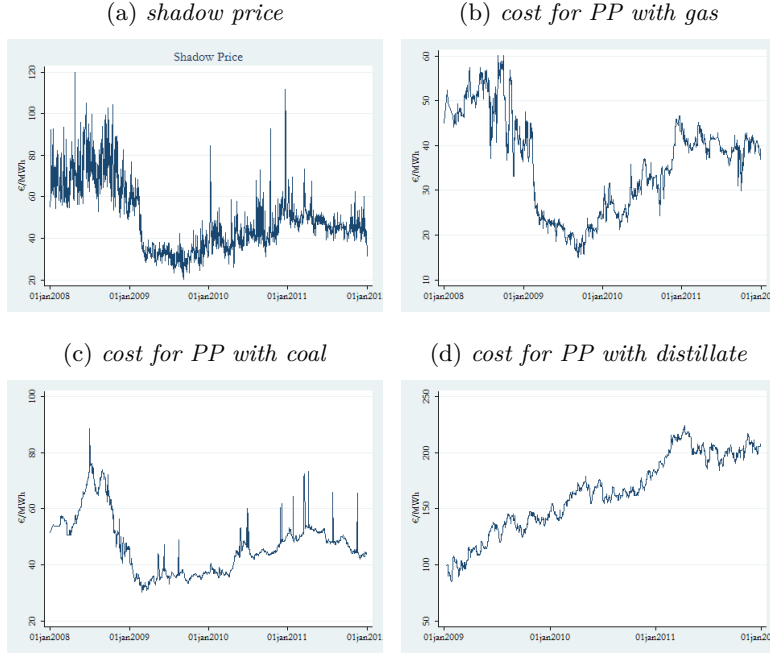 (a) shadow price
(b) cost for PP with gas
Shadow Price
€/MWh
120
100
80
60
40
20
01jan2008 01jan2009 01jan2010 01jan2011 01jan201
€/MWh
60
50
40
30
20
10
01jan2008 01jan2009 01jan2010 01jan2011 01jan20
(c) cost for PP with coal
(d) cost for PP with distillate
€/MWh
100
80
60
40
20
01jan2008 01jan2009 01jan2010 01jan2011 01jan201
€/MWh
250
200
150
100
50
01jan2009 01jan2010 01jan2011 01jan20